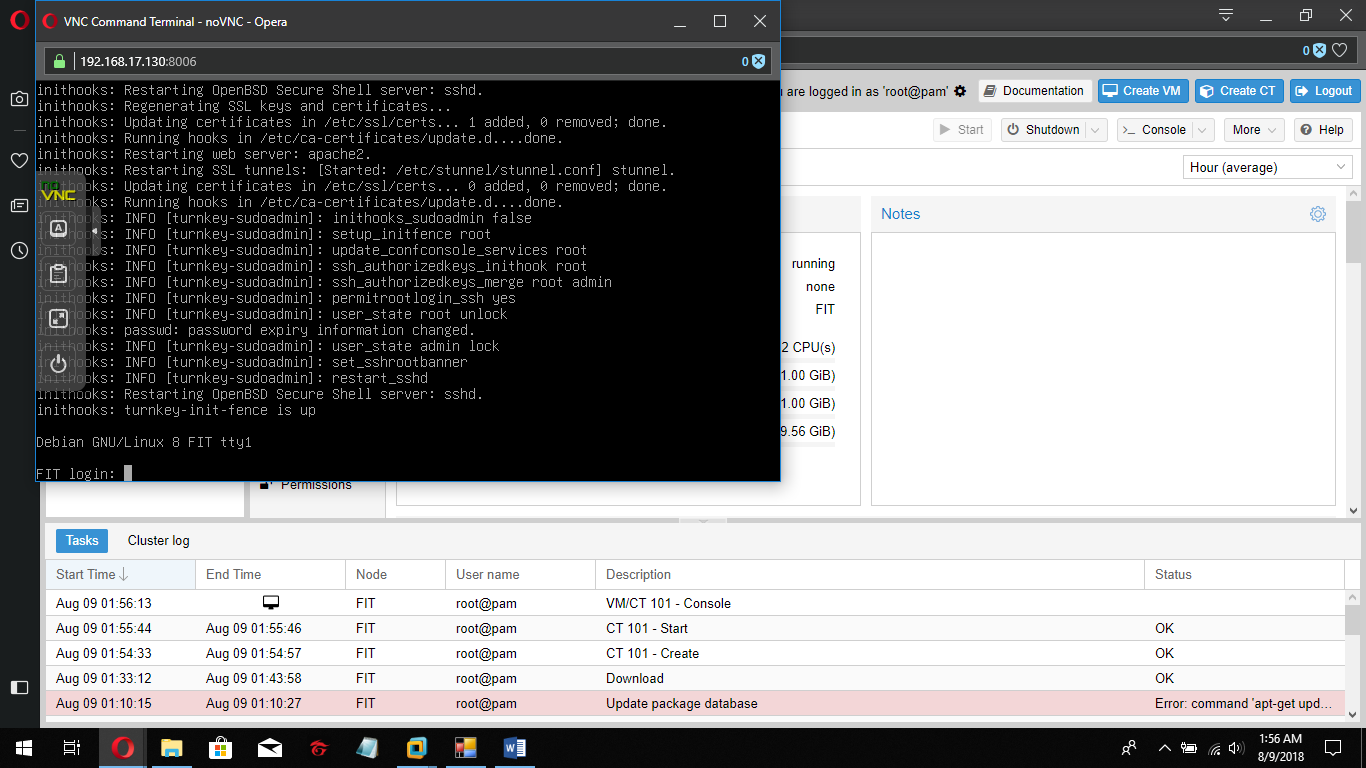 VNC Command Terminal - noVNC - Opera
192.168.17.130:8006
0
0
inithooks: Restarting OpenBSD Secure Shell server: sshd.
inithooks: Regenerating SSL keys and certificates...
inithooks: Updating certificates in /etc/ssl/certs... 1 added, 0 removed; done.
inithooks: Running hooks in /etc/ca-certificates/update.d....done.
inithooks: Restarting web server: apache2.
inithooks: Restarting SSL tunnels: [Started: /etc/stunnel/stunnel.conf] stunnel.
inithooks: Updating certificates in /etc/ssl/certs... 0 added, 0 removed; done.
inithooks: Running hooks in /etc/ca-certificates/update.d....done.
inithooks: INFO [turnkey-sudoadmin]: inithooks_sudoadmin false
inithooks: INFO [turnkey-sudoadmin]: setup_initfence root
inithooks: INFO [turnkey-sudoadmin]: update_confconsole_services root
inithooks: INFO [turnkey-sudoadmin]: ssh_authorizedkeys_inithook root
inithooks: INFO [turnkey-sudoadmin]: ssh_authorizedkeys_merge root admin
inithooks: INFO [turnkey-sudoadmin]: permitrootlogin_ssh yes
inithooks: INFO [turnkey-sudoadmin]: user_state root unlock
inithooks: passwd: password expiry information changed.
inithooks: INFO [turnkey-sudoadmin]: user_state admin lock
inithooks: INFO [turnkey-sudoadmin]: set_sshrootbanner
inithooks: INFO [turnkey-sudoadmin]: restart_sshd
inithooks: Restarting OpenBSD Secure Shell server: sshd.
inithooks: turnkey-init-fence is up
Debian GNU/Linux 8 FIT tty1
FIT login:
no
VNC
A
are logged in as 'root@pam' Documentation Create VM Create CT Logout
Start Shutdown Console More Help
Hour (average)
Notes
running
none
FIT
2 CPU(s)
1.00 GiB)
1.00 GiB)
9.56 GiB)
Permissions
Tasks Cluster log
Start Time End Time Node User name Description Status
Aug 09 01:56:13 FIT root@pam VM/CT 101 - Console
Aug 09 01:55:44 Aug 09 01:55:46 FIT root@pam CT 101 - Start OK
Aug 09 01:54:33 Aug 09 01:54:57 FIT root@pam CT 101 - Create OK
Aug 09 01:33:12 Aug 09 01:43:58 FIT root@pam Download OK
Aug 09 01:10:15 Aug 09 01:10:27 FIT root@pam Update package database Error: command 'apt-get upd...
1:56 AM
8/9/2018